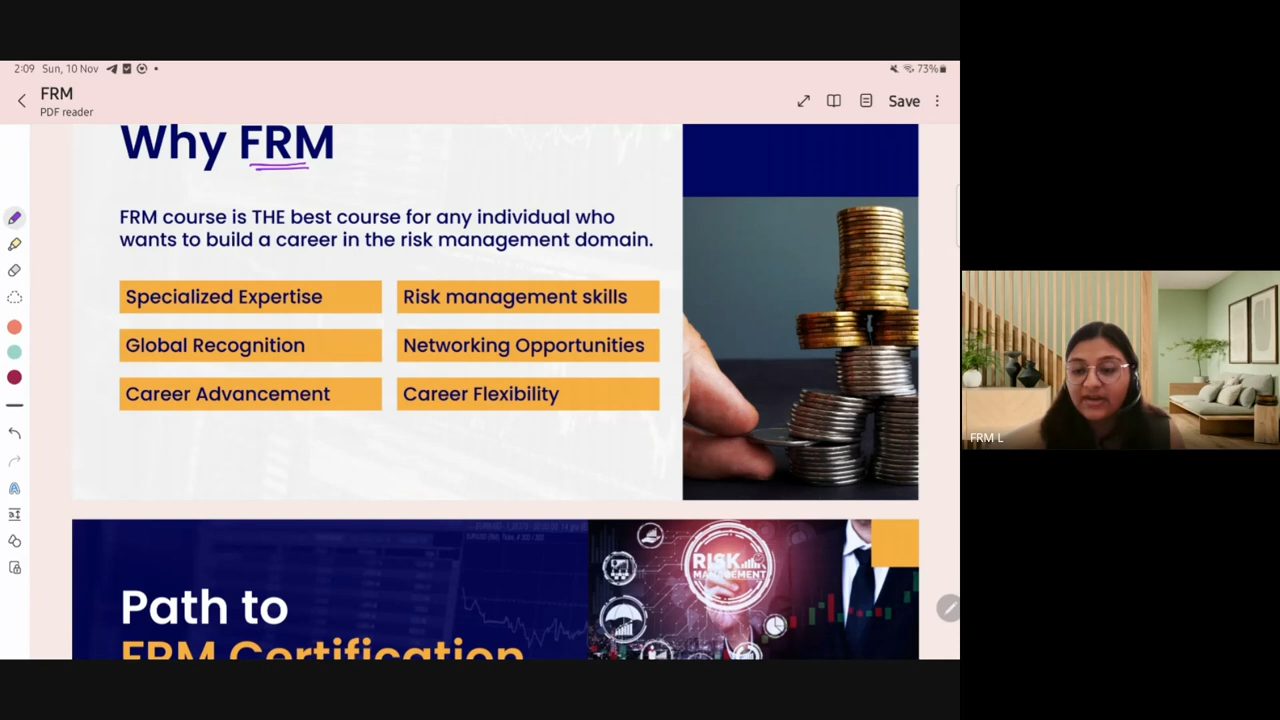 2:09 Sun, 10 Nov
73%
FRM
PDF reader
Save
Why FRM
FRM course is THE best course for any individual who
wants to build a career in the risk management domain.
Specialized Expertise
Risk management skills
Global Recognition
Networking Opportunities
Career Advancement
Career Flexibility
RISK
MANAGEMENT
Path to
FRM Certification
FRM L